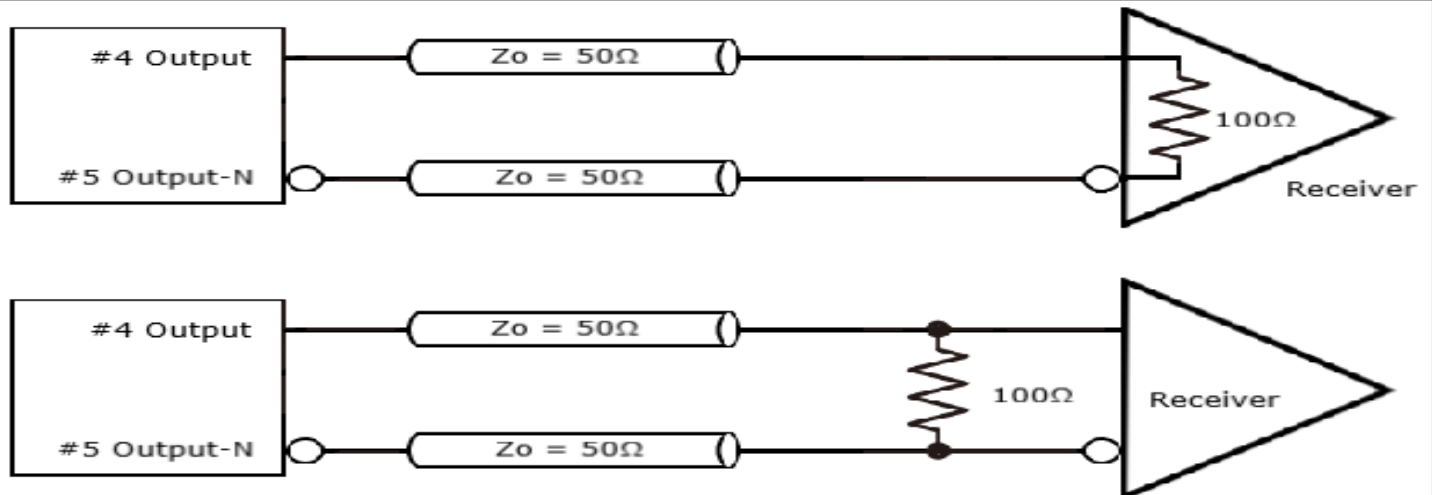 #4 Output
Zo = 50Ω
100Ω
#5 Output-N
Zo = 50Ω
Receiver
#4 Output
Zo = 50Ω
100Ω
Receiver
#5 Output-N
Zo = 50Ω